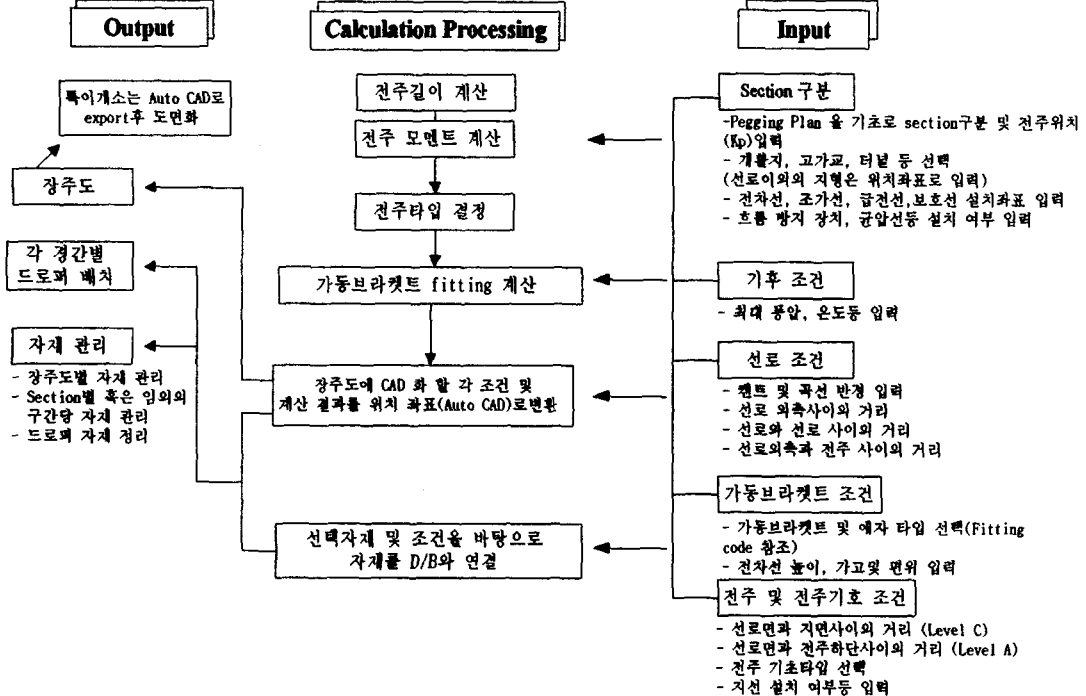 Output
특이개소는 Auto CAD로
export후 도면화
장주도
각 경간별
드로퍼 배치
자재 관리
- 장주도별 자재 관리
- Section별 혹은 임의의
구간당 자재 관리
- 드로퍼 자재 정리
Calculation Processing
전주길이 계산
전주 모멘트 계산
전주타입 결정
가동브라켓트 fitting 계산
장주도에 CAD 화 할 각 조건 및
계산 결과를 위치 좌표(Auto CAD)로변환
선택자재 및 조건을 바탕으로
자재를 D/B와 연결
Input
Section 구분
-Pegging Plan 을 기초로 section구분 및 전주위치
(Kp)입력
- 개활지, 고가교, 터널 등 선택
(선로이외의 지형은 위치좌표로 입력)
- 전차선, 조가선, 급전선,보호선 설치좌표 입력
- 흐름 방지 장치, 균압선등 설치 여부 입력
기후 조건
- 최대 풍압, 온도등 입력
선로 조건
- 켄트 및 곡선 반경 입력
- 선로 외측사이의 거리
- 선로와 선로 사이의 거리
- 선로외측과 전주 사이의 거리
가동브라켓트 조건
- 가동브라켓트 및 애자 타입 선택(Fitting
code 참조)
- 전차선 높이, 가고및 편위 입력
전주 및 전주기호 조건
- 선로면과 지면사이의 거리 (Level C)
- 선로면과 전주하단사이의 거리 (Level A)
- 전주 기초타입 선택
- 지선 설치 여부등 입력